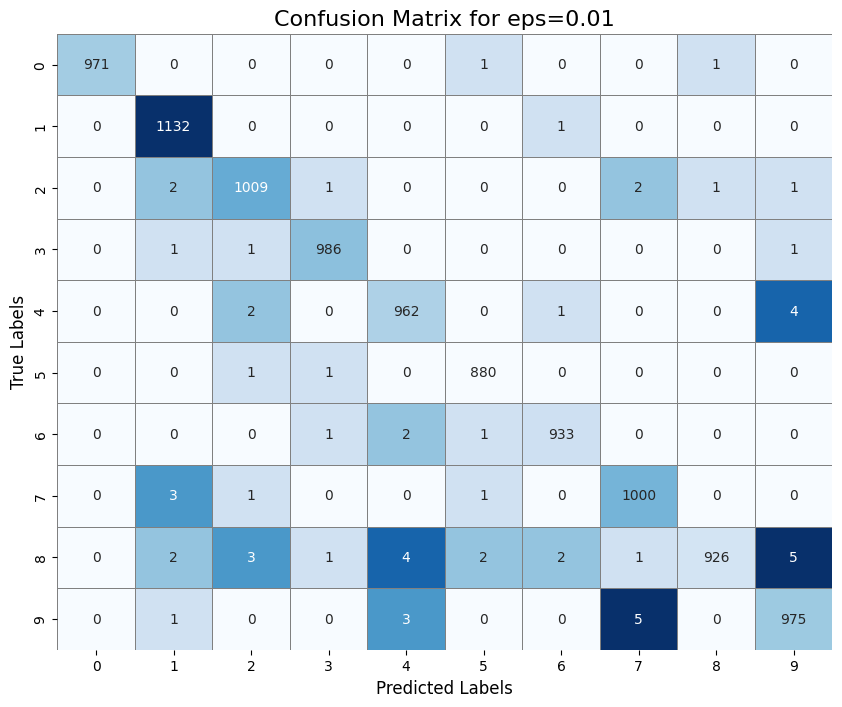 Confusion Matrix for eps=0.01
0 971 0 0 0 0 1 0 0 1 0
1 0 1132 0 0 0 0 1 0 0 0
2 0 2 1009 1 0 0 0 2 1 1
3 0 1 1 986 0 0 0 0 0 1
4 0 0 2 0 962 0 1 0 0 4
5 0 0 1 1 0 880 0 0 0 0
6 0 0 0 1 2 1 933 0 0 0
7 0 3 1 0 0 1 0 1000 0 0
8 0 2 3 1 4 2 2 1 926 5
9 0 1 0 0 3 0 0 5 0 975
0 1 2 3 4 5 6 7 8 9
True Labels
Predicted Labels